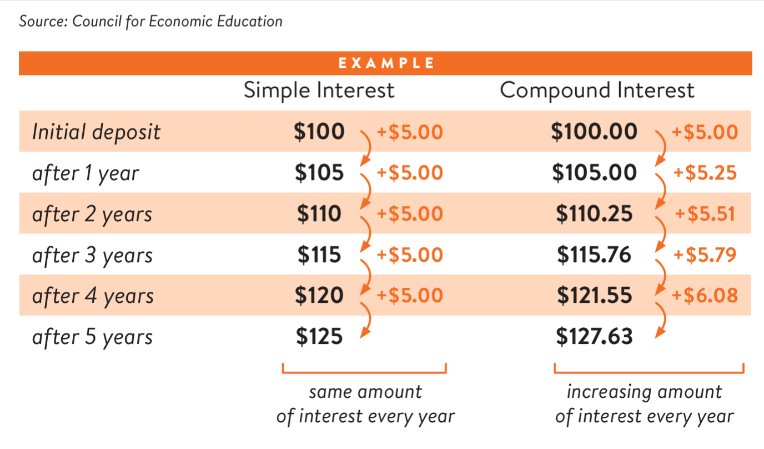 Source: Council for Economic Education
EXAMPLE
Simple Interest Compound Interest
Initial deposit $100 +$5.00 $100.00 +$5.00
after 1 year $105 +$5.00 $105.00 +$5.25
after 2 years $110 +$5.00 $110.25 +$5.51
after 3 years $115 +$5.00 $115.76 +$5.79
after 4 years $120 +$5.00 $121.55 +$6.08
after 5 years $125 $127.63
same amount increasing amount
of interest every year of interest every year